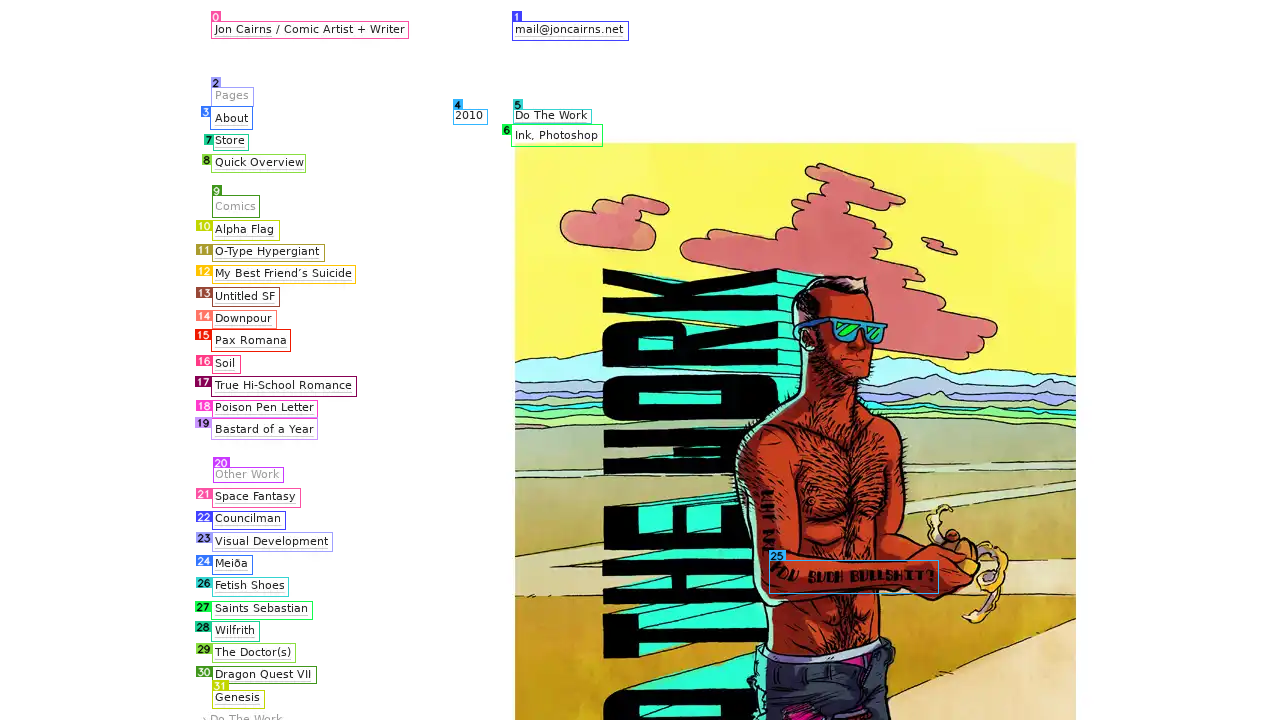 Jon Cairns / Comic Artist + Writer
mail@joncairns.net
Pages
About
Store
Quick Overview
Comics
Alpha Flag
O-Type Hypergiant
My Best Friend’s Suicide
Untitled SF
Downpour
Pax Romana
Soil
True Hi-School Romance
Poison Pen Letter
Bastard of a Year
Other Work
Space Fantasy
Councilman
Visual Development
Meiða
Fetish Shoes
Saints Sebastian
Wilfrith
The Doctor(s)
Dragon Quest VII
Genesis
› Do The Work
2010
Do The Work
Ink, Photoshop
THE WORK
YOU SUCH BULLSHIT?
0
1
2
3
4
5
6
7
8
9
10
11
12
13
14
15
16
17
18
19
20
21
22
23
24
25
26
27
28
29
30
31